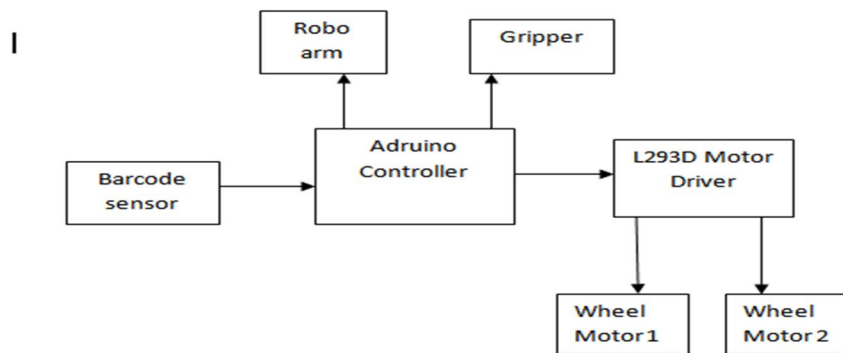 I
Robo
arm
Gripper
Adruino
Controller
L293D Motor
Driver
Barcode
sensor
Wheel
Motor1
Wheel
Motor2